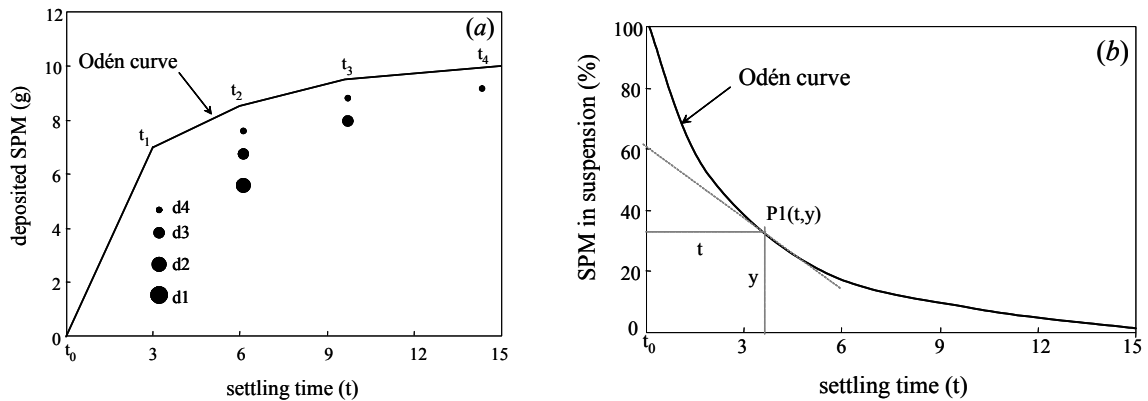 (a)
12
10
8
6
4
2
0
deposited SPM (g)
Odén curve
t1
t2
t3
t4
d4
d3
d2
d1
t0
3
6
9
12
15
settling time (t)
(b)
100
80
60
40
20
0
SPM in suspension (%)
Odén curve
P1(t,y)
t
y
t0
3
6
9
12
15
settling time (t)